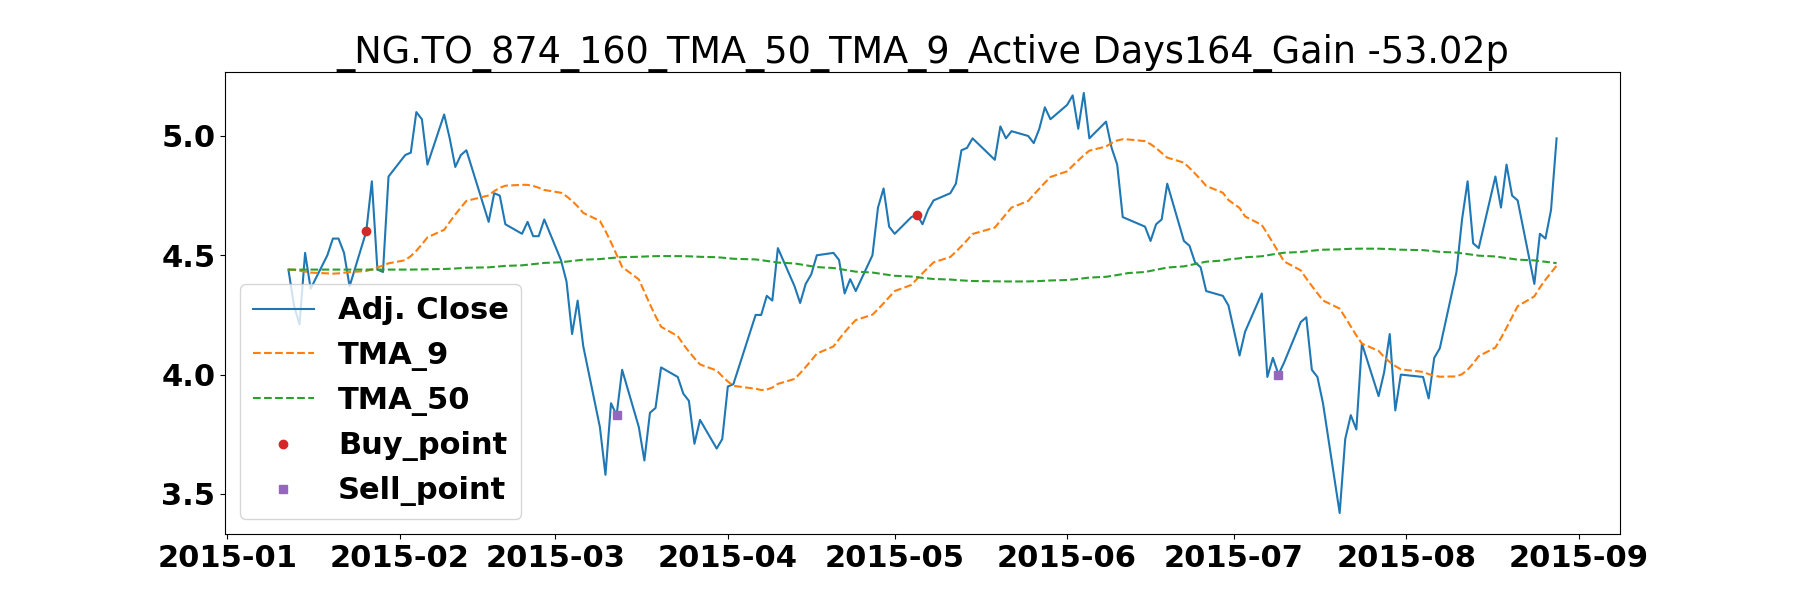 _NG.TO_874_160_TMA_50_TMA_9_Active Days164_Gain -53.02p
5.0
4.5
4.0
3.5
Adj. Close
TMA_9
TMA_50
Buy_point
Sell_point
2015-01 2015-02 2015-03 2015-04 2015-05 2015-06 2015-07 2015-08 2015-09